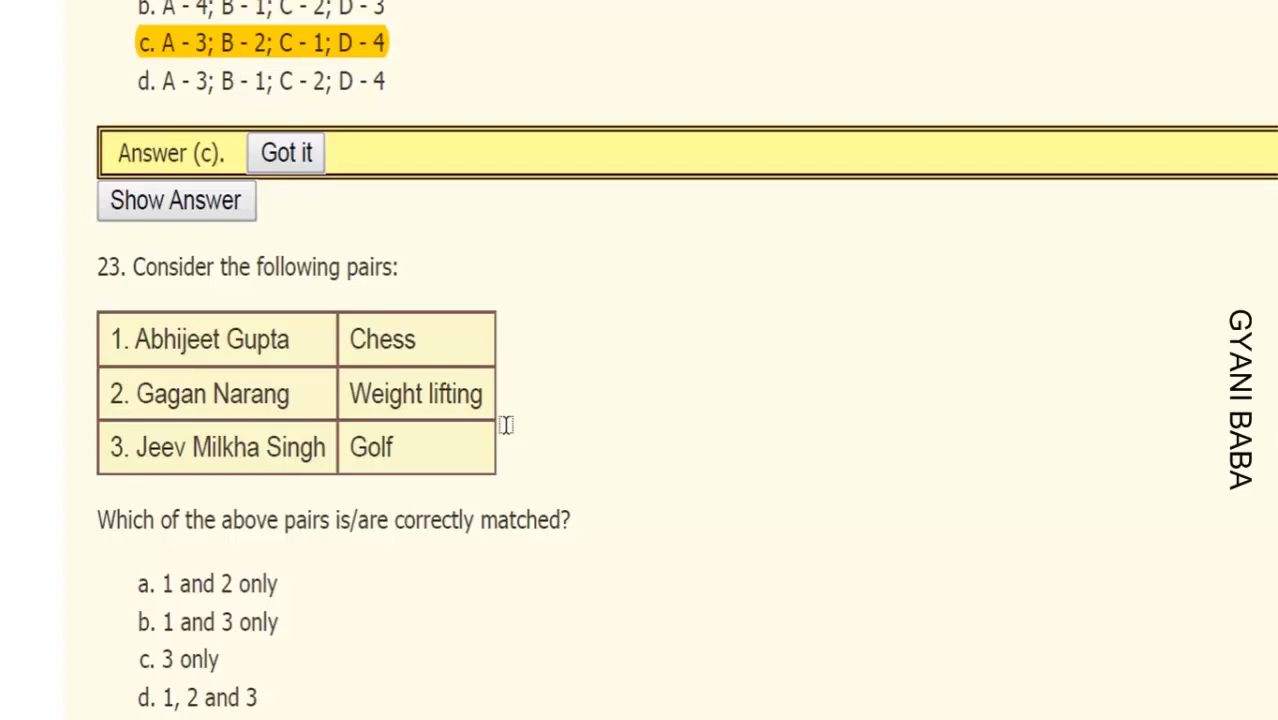 b. A - 4; B - 1; C - 2; D - 3
c. A - 3; B - 2; C - 1; D - 4
d. A - 3; B - 1; C - 2; D - 4
Answer (c). Got it
Show Answer
23. Consider the following pairs:
1. Abhijeet Gupta Chess
2. Gagan Narang Weight lifting
3. Jeev Milkha Singh Golf
Which of the above pairs is/are correctly matched?
a. 1 and 2 only
b. 1 and 3 only
c. 3 only
d. 1, 2 and 3
GYANI BABA